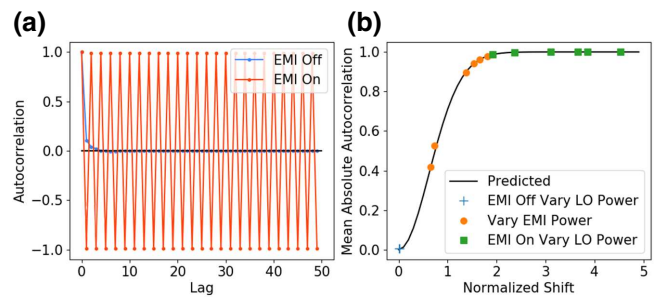 (a)
1.0
0.5
0.0
−0.5
−1.0
Autocorrelation
0
10
20
30
40
50
Lag
EMI Off
EMI On
(b)
1.0
0.8
0.6
0.4
0.2
0.0
Mean Absolute Autocorrelation
0
1
2
3
4
5
Normalized Shift
Predicted
EMI Off Vary LO Power
Vary EMI Power
EMI On Vary LO Power